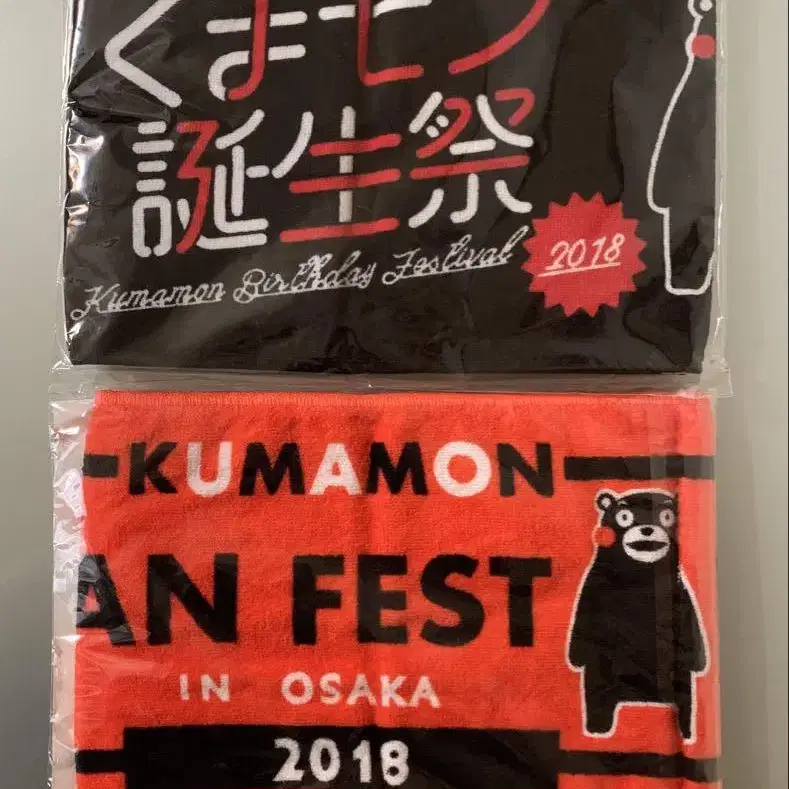 くまモン
誕生祭
Kumamon Birthday Festival
2018
KUMAMON
AN FEST
IN OSAKA
2018